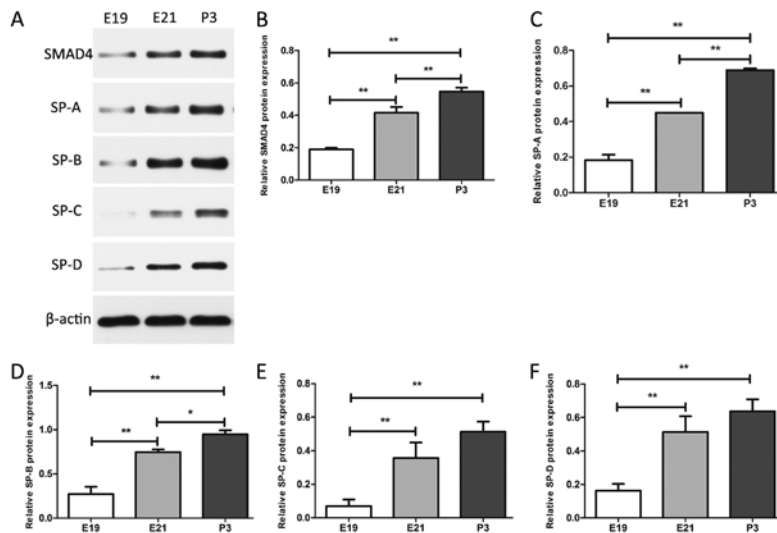 A
E19 E21 P3
SMAD4
SP-A
SP-B
SP-C
SP-D
β-actin
B
Relative SMAD4 protein expression
0.8
0.6
0.4
0.2
0.0
**
**
**
E19 E21 P3
C
Relative SP-A protein expression
0.8
0.6
0.4
0.2
0.0
**
**
**
E19 E21 P3
D
Relative SP-B protein expression
1.5
1.0
0.5
0.0
**
**
*
E19 E21 P3
E
Relative SP-C protein expression
0.8
0.6
0.4
0.2
0.0
**
**
E19 E21 P3
F
Relative SP-D protein expression
0.8
0.6
0.4
0.2
0.0
**
**
E19 E21 P3